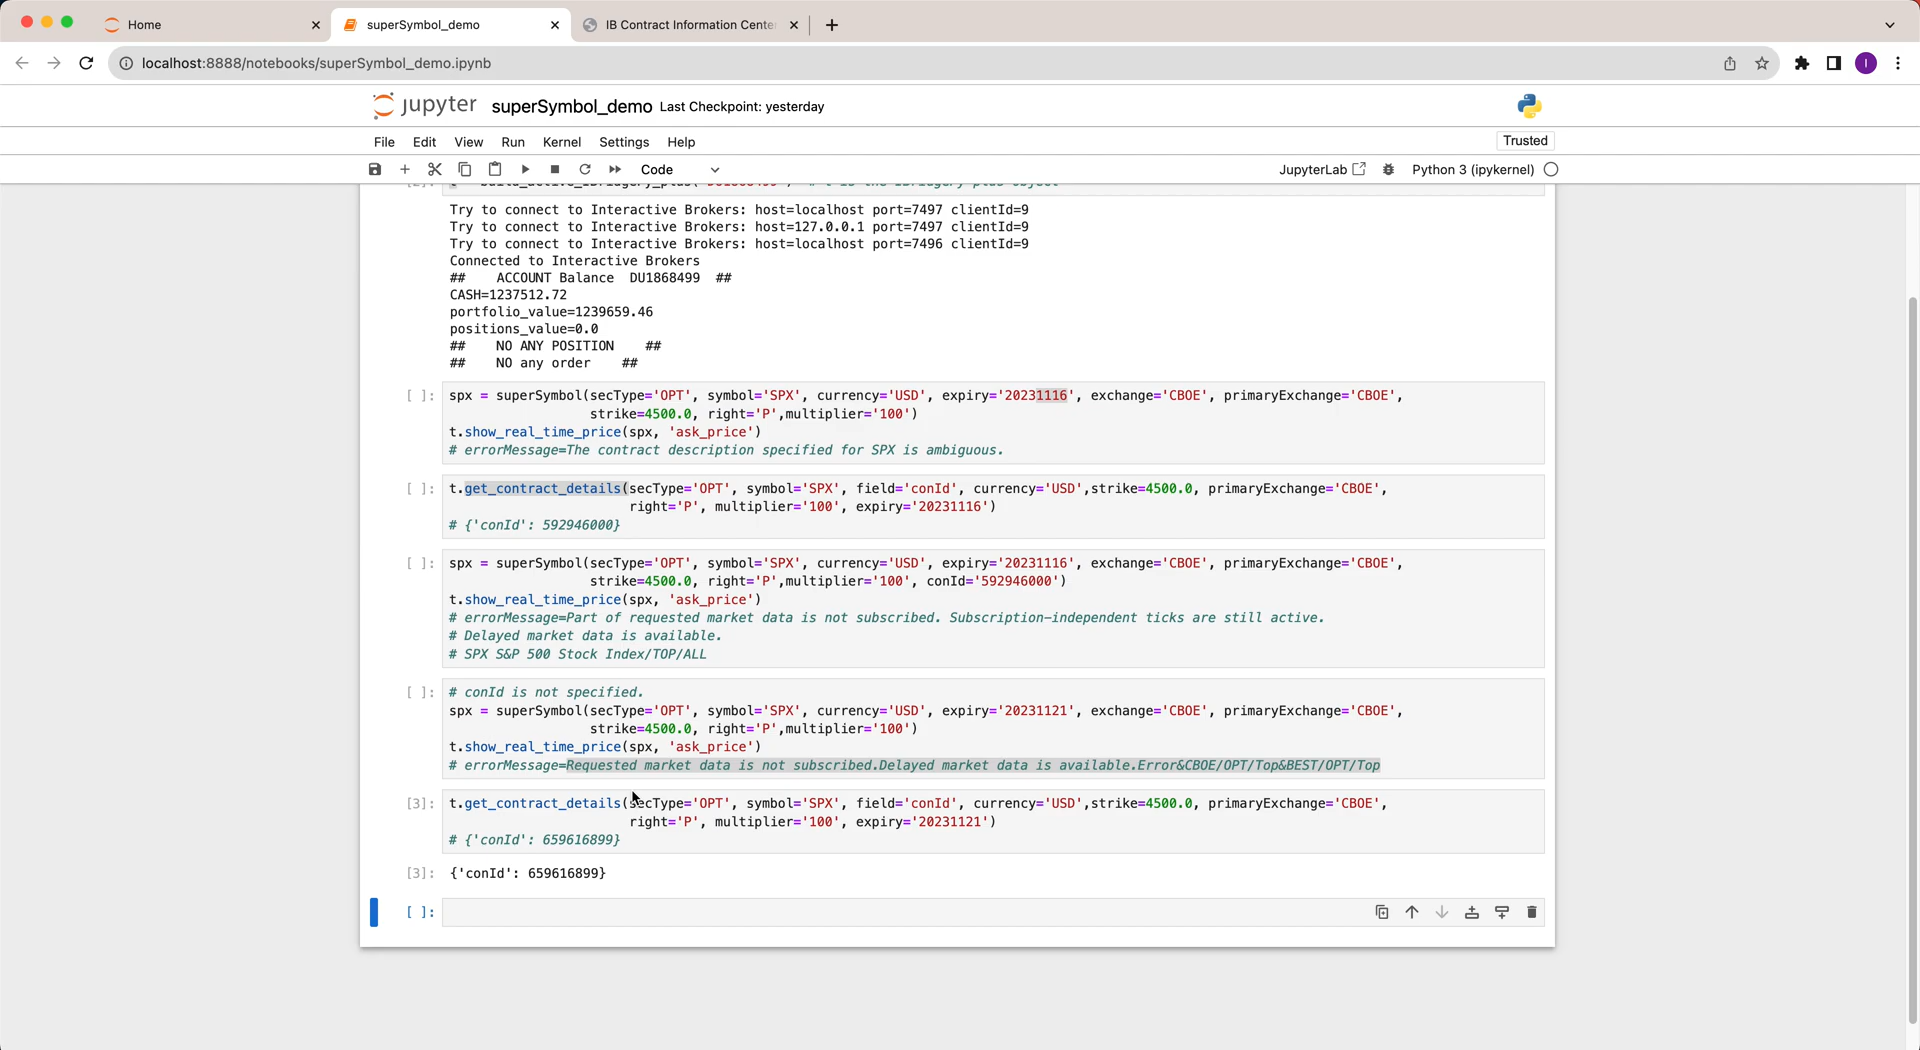 Home
superSymbol_demo
IB Contract Information Cente
localhost:8888/notebooks/superSymbol_demo.ipynb
I
jupyter superSymbol_demo Last Checkpoint: yesterday
File Edit View Run Kernel Settings Help
Trusted
Code
JupyterLab
Python 3 (ipykernel)
Try to connect to Interactive Brokers: host=localhost port=7497 clientId=9
Try to connect to Interactive Brokers: host=127.0.0.1 port=7497 clientId=9
Try to connect to Interactive Brokers: host=localhost port=7496 clientId=9
Connected to Interactive Brokers
##    ACCOUNT Balance  DU1868499  ##
CASH=1237512.72
portfolio_value=1239659.46
positions_value=0.0
##    NO ANY POSITION    ##
##    NO any order    ##
[ ]: spx = superSymbol(secType='OPT', symbol='SPX', currency='USD', expiry='20231116', exchange='CBOE', primaryExchange='CBOE',
strike=4500.0, right='P',multiplier='100')
t.show_real_time_price(spx, 'ask_price')
# errorMessage=The contract description specified for SPX is ambiguous.
[ ]: t.get_contract_details(secType='OPT', symbol='SPX', field='conId', currency='USD',strike=4500.0, primaryExchange='CBOE',
right='P', multiplier='100', expiry='20231116')
# {'conId': 592946000}
[ ]: spx = superSymbol(secType='OPT', symbol='SPX', currency='USD', expiry='20231116', exchange='CBOE', primaryExchange='CBOE',
strike=4500.0, right='P',multiplier='100', conId='592946000')
t.show_real_time_price(spx, 'ask_price')
# errorMessage=Part of requested market data is not subscribed. Subscription-independent ticks are still active.
# Delayed market data is available.
# SPX S&P 500 Stock Index/TOP/ALL
[ ]: # conId is not specified.
spx = superSymbol(secType='OPT', symbol='SPX', currency='USD', expiry='20231121', exchange='CBOE', primaryExchange='CBOE',
strike=4500.0, right='P',multiplier='100')
t.show_real_time_price(spx, 'ask_price')
# errorMessage=Requested market data is not subscribed.Delayed market data is available.Error&CBOE/OPT/Top&BEST/OPT/Top
[3]: t.get_contract_details(secType='OPT', symbol='SPX', field='conId', currency='USD',strike=4500.0, primaryExchange='CBOE',
right='P', multiplier='100', expiry='20231121')
# {'conId': 659616899}
[3]: {'conId': 659616899}
[ ]: